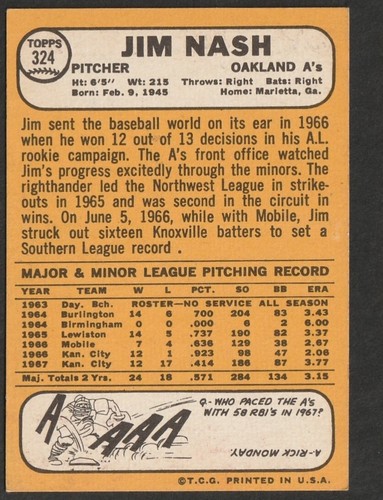 TOPPS
324
JIM NASH
PITCHER OAKLAND A's
Ht: 6'5" Wt: 215 Throws: Right Bats: Right
Born: Feb. 9, 1945 Home: Marietta, Ga.
Jim sent the baseball world on its ear in 1966
when he won 12 out of 13 decisions in his A.L.
rookie campaign. The A's front office watched
Jim's progress excitedly through the minors. The
righthander led the Northwest League in strike-
outs in 1965 and was second in the circuit in
wins. On June 5, 1966, while with Mobile, Jim
struck out sixteen Knoxville batters to set a
Southern League record .
MAJOR & MINOR LEAGUE PITCHING RECORD
YEAR TEAM W L PCT. SO BB ERA
1963 Day. Bch. ROSTER—NO SERVICE ALL SEASON
1964 Burlington 14 6 .700 204 83 3.43
1964 Birmingham 0 0 .000 6 2 6.00
1965 Lewiston 14 5 .737 190 82 3.37
1966 Mobile 7 4 .636 129 38 2.67
1966 Kan. City 12 1 .923 98 47 2.06
1967 Kan. City 12 17 .414 186 87 3.77
Maj. Totals 2 Yrs. 24 18 .571 284 134 3.15
A AAA
Q-WHO PACED THE A's
WITH 58 RBI's IN 1967?
A-RICK MONDAY.
©T.C.G. PRINTED IN U.S.A.